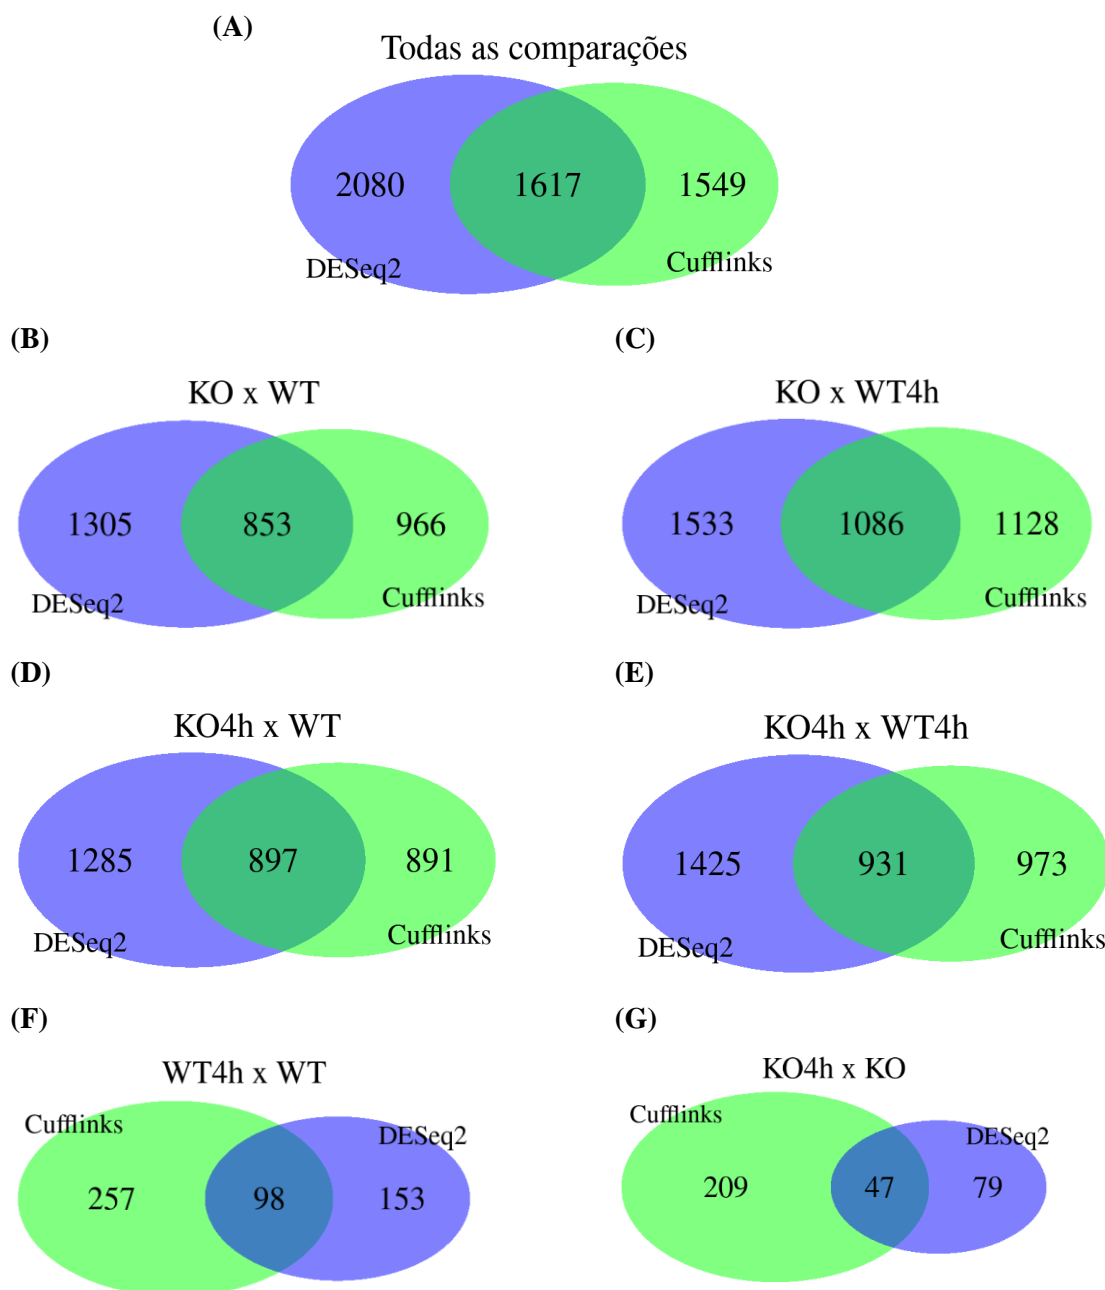 (A)
Todas as comparações
2080 1617 1549
DESeq2 Cufflinks
(B) (C)
KO x WT KO x WT4h
1305 853 966 1533 1086 1128
DESeq2 Cufflinks DESeq2 Cufflinks
(D) (E)
KO4h x WT KO4h x WT4h
1285 897 891 1425 931 973
DESeq2 Cufflinks DESeq2 Cufflinks
(F) (G)
WT4h x WT KO4h x KO
Cufflinks DESeq2 Cufflinks DESeq2
257 98 153 209 47 79